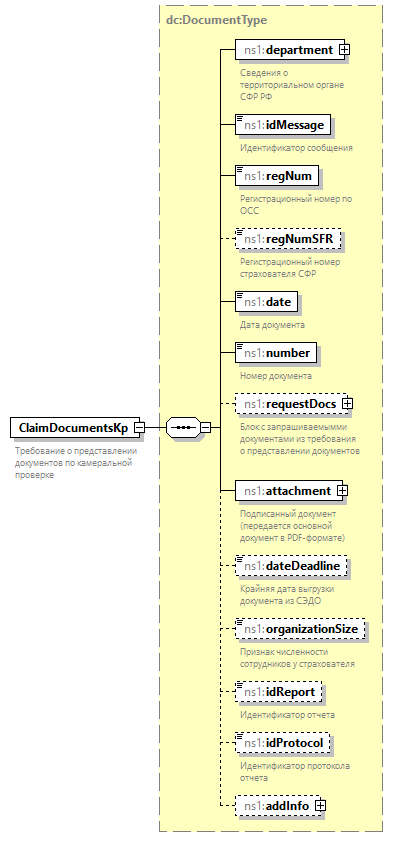 dc:DocumentType
ns1:department
Сведения о
территориальном органе
СФР РФ
ns1:idMessage
Идентификатор сообщения
ns1:regNum
Регистрационный номер по
ОСС
ns1:regNumSFR
Регистрационный номер
страхователя СФР
ns1:date
Дата документа
ns1:number
Номер документа
ns1:requestDocs
Блок с запрашиваемымми
документами из требования
о представлении документов
ClaimDocumentsKp
Требование о представлении
документов по камеральной
проверке
ns1:attachment
Подписанный документ
(передается основной
документ в PDF-формате)
ns1:dateDeadline
Крайняя дата выгрузки
документа из СЭДО
ns1:organizationSize
Признак численности
сотрудников у страхователя
ns1:idReport
Идентификатор отчета
ns1:idProtocol
Идентификатор протокола
отчета
ns1:addInfo